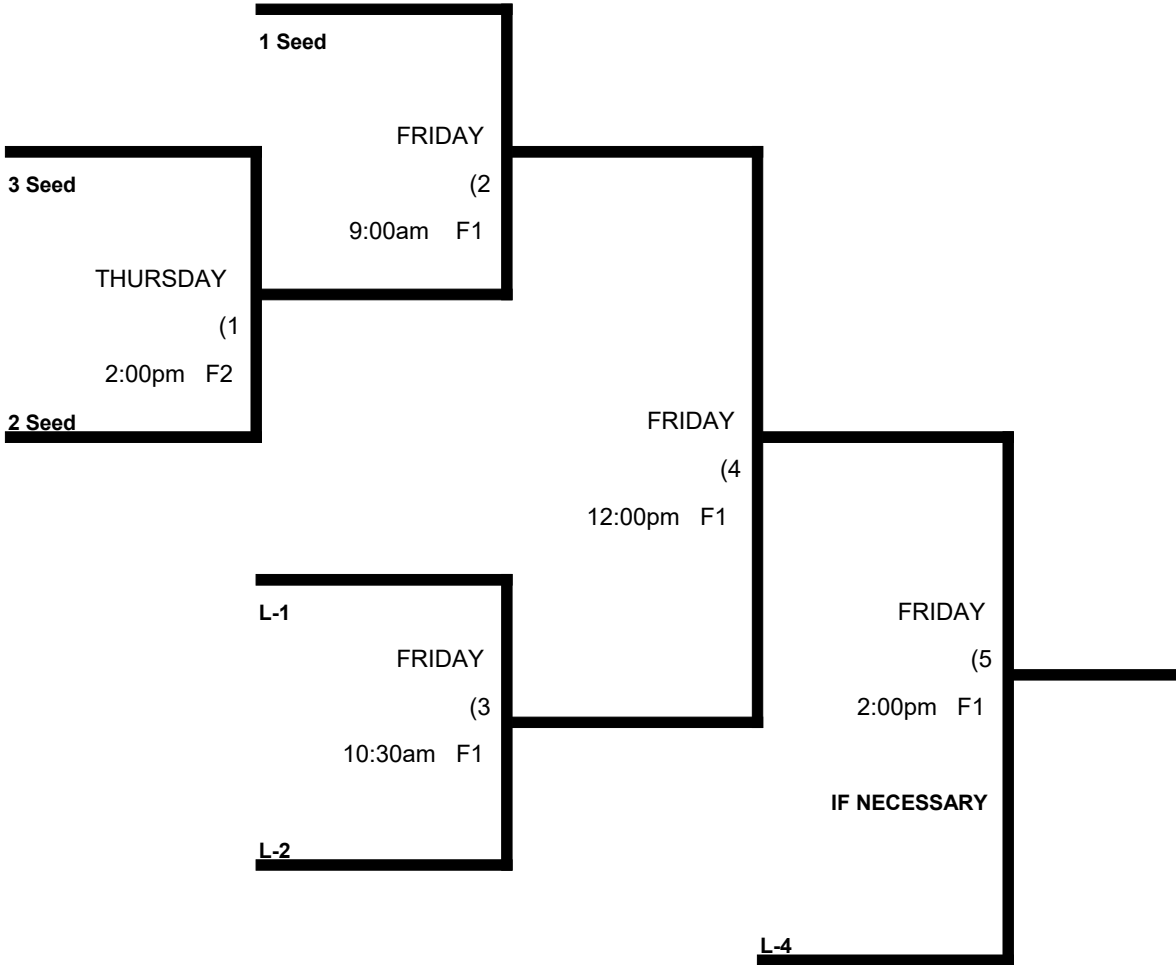 1 Seed
FRIDAY
3 Seed
(2
9:00am F1
THURSDAY
(1
2:00pm F2
2 Seed
FRIDAY
(4
12:00pm F1
L-1
FRIDAY
FRIDAY
(3
(5
10:30am F1
2:00pm F1
IF NECESSARY
L-2
L-4